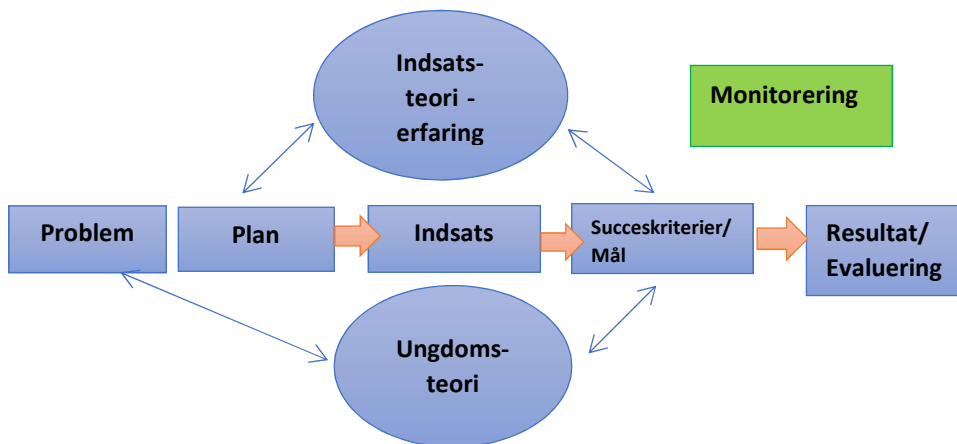 Indsats-
teori -
erfaring
Monitorering
Problem
Plan
Indsats
Succeskriterier/
Mål
Resultat/
Evaluering
Ungdoms-
teori